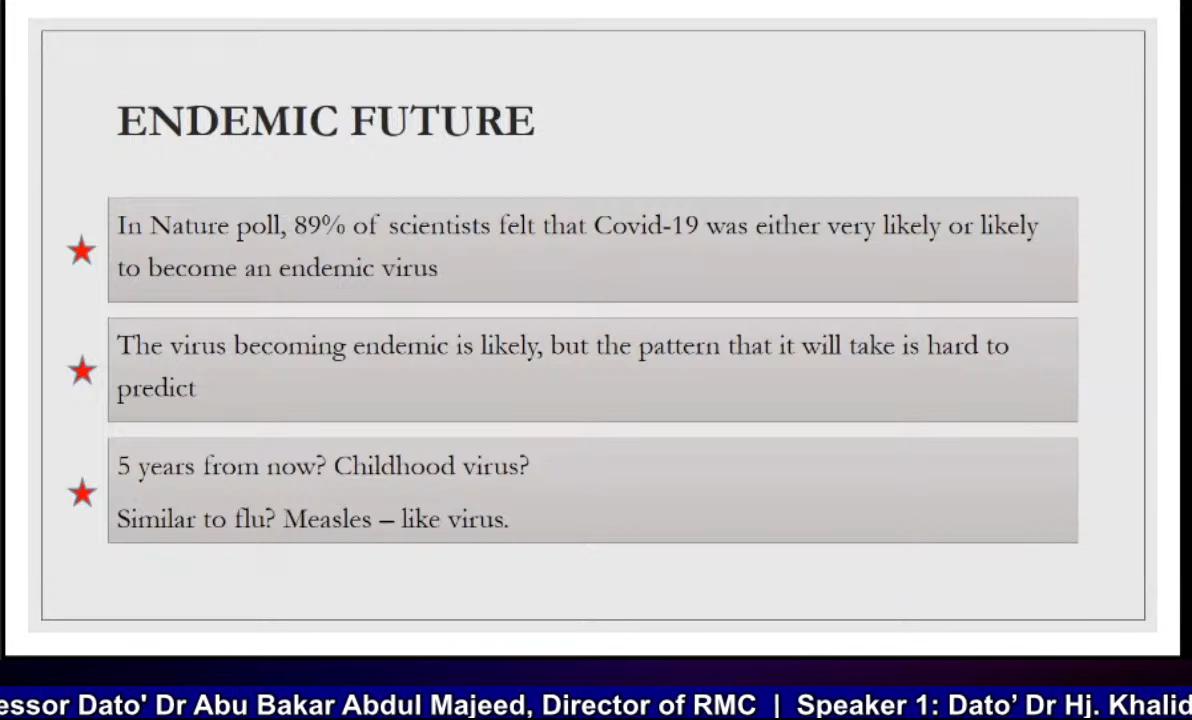 ENDEMIC FUTURE
In Nature poll, 89% of scientists felt that Covid-19 was either very likely or likely
to become an endemic virus
The virus becoming endemic is likely, but the pattern that it will take is hard to
predict
5 years from now? Childhood virus?
Similar to flu? Measles – like virus.
essor Dato' Dr Abu Bakar Abdul Majeed, Director of RMC | Speaker 1: Dato’ Dr Hj. Khalid